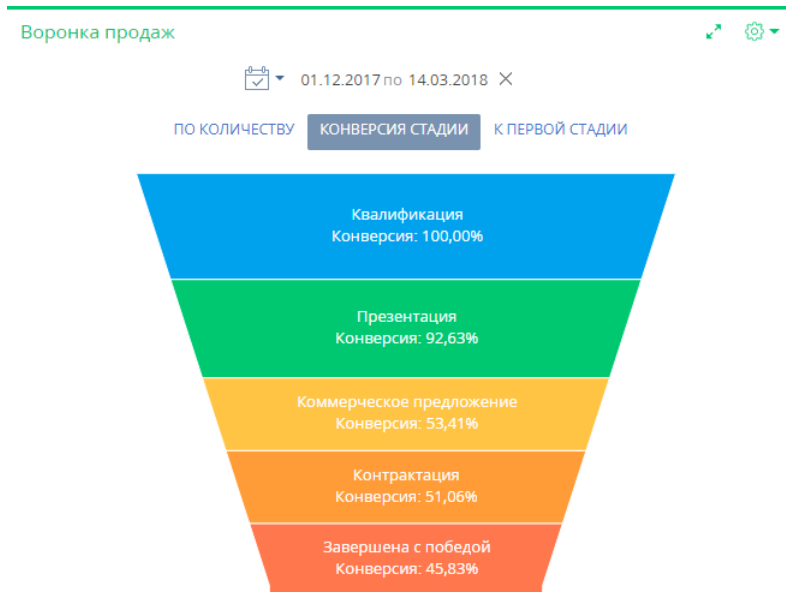 Воронка продаж
01.12.2017 по 14.03.2018
ПО КОЛИЧЕСТВУ КОНВЕРСИЯ СТАДИИ К ПЕРВОЙ СТАДИИ
Квалификация
Конверсия: 100,00%
Презентация
Конверсия: 92,63%
Коммерческое предложение
Конверсия: 53,41%
Контрактация
Конверсия: 51,06%
Завершена с победой
Конверсия: 45,83%